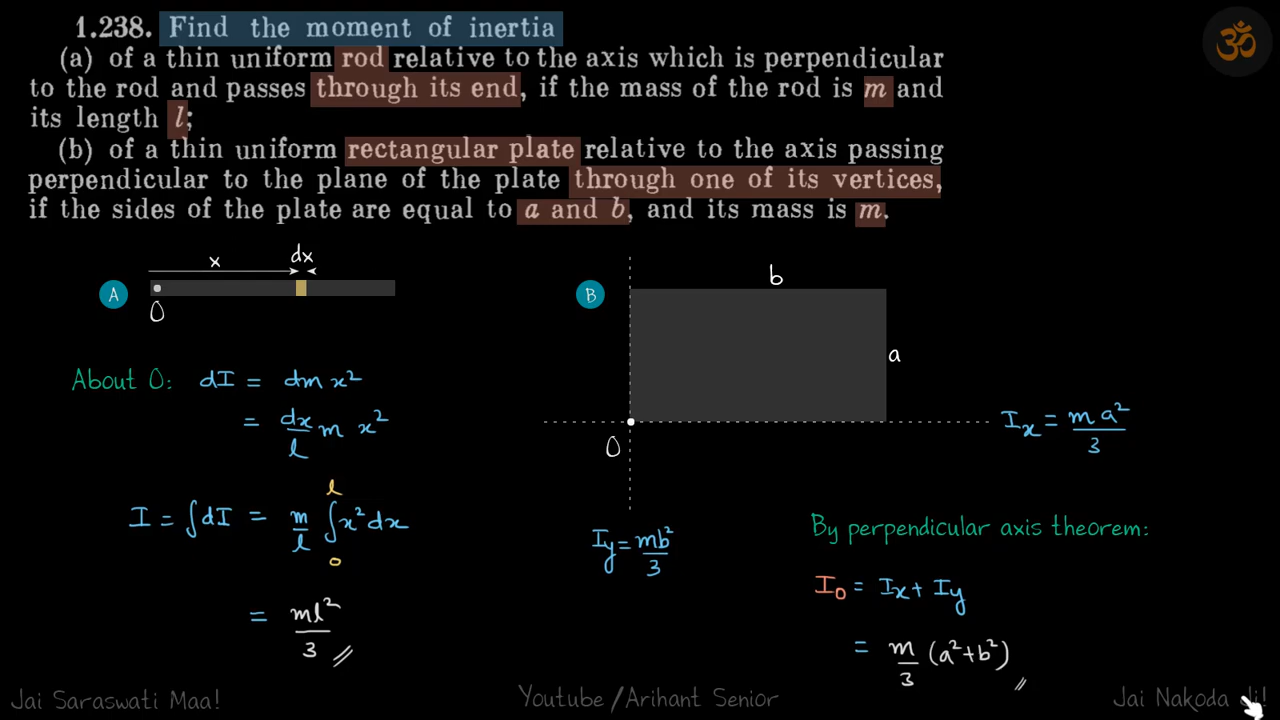 1.238. Find the moment of inertia
(a) of a thin uniform rod relative to the axis which is perpendicular
to the rod and passes through its end, if the mass of the rod is m and
its length l;
(b) of a thin uniform rectangular plate relative to the axis passing
perpendicular to the plane of the plate through one of its vertices,
if the sides of the plate are equal to a and b, and its mass is m.
ॐ
x dx
A
O
About O: dI = dm x²
= dx/l m x²
I = ∫dI = m/l ∫₀ˡ x² dx
= ml²/3
B
b
a
O
Iₓ = m a²/3
I_y = mb²/3
By perpendicular axis theorem:
I_O = Ix + Iy
= m/3 (a²+b²)
Jai Saraswati Maa! Youtube /Arihant Senior Jai Nakoda Ji!